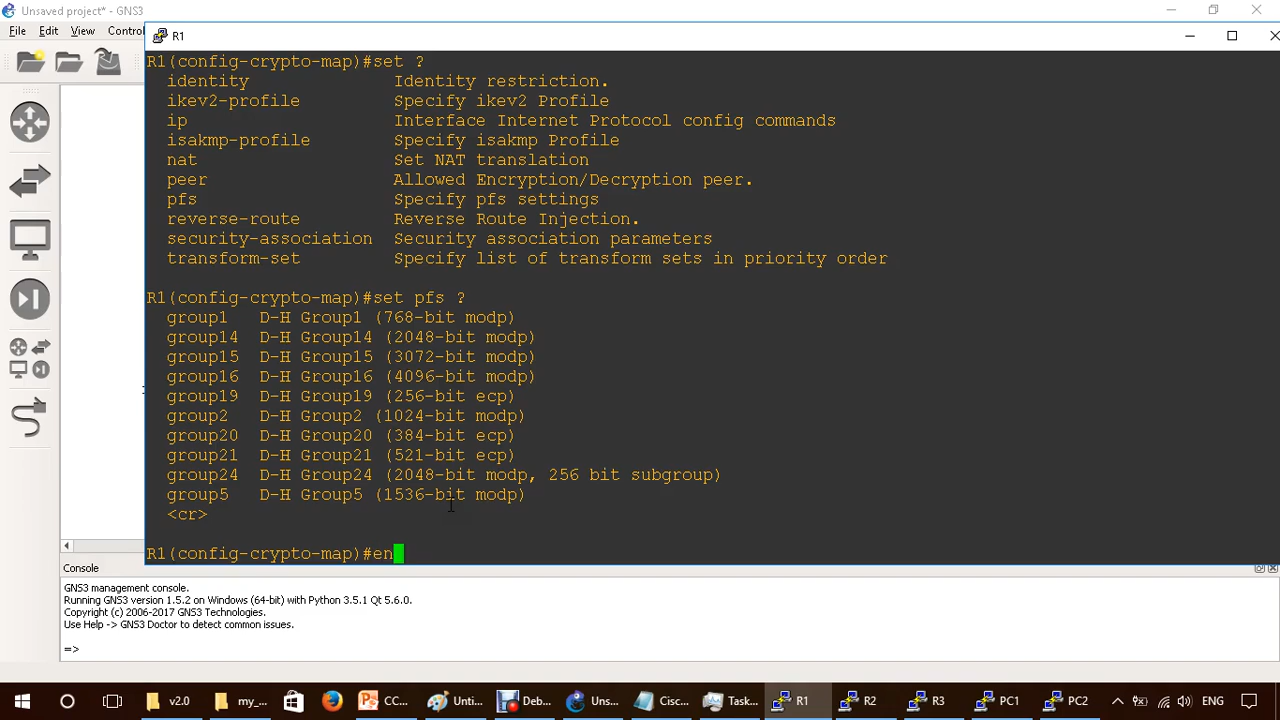 Unsaved project* - GNS3
File Edit View Contro
R1
R1(config-crypto-map)#set ?
identity Identity restriction.
ikev2-profile Specify ikev2 Profile
ip Interface Internet Protocol config commands
isakmp-profile Specify isakmp Profile
nat Set NAT translation
peer Allowed Encryption/Decryption peer.
pfs Specify pfs settings
reverse-route Reverse Route Injection.
security-association Security association parameters
transform-set Specify list of transform sets in priority order
R1(config-crypto-map)#set pfs ?
group1 D-H Group1 (768-bit modp)
group14 D-H Group14 (2048-bit modp)
group15 D-H Group15 (3072-bit modp)
group16 D-H Group16 (4096-bit modp)
group19 D-H Group19 (256-bit ecp)
group2 D-H Group2 (1024-bit modp)
group20 D-H Group20 (384-bit ecp)
group21 D-H Group21 (521-bit ecp)
group24 D-H Group24 (2048-bit modp, 256 bit subgroup)
group5 D-H Group5 (1536-bit modp)
<cr>
R1(config-crypto-map)#en
Console
GNS3 management console.
Running GNS3 version 1.5.2 on Windows (64-bit) with Python 3.5.1 Qt 5.6.0.
Copyright (c) 2006-2017 GNS3 Technologies.
Use Help -> GNS3 Doctor to detect common issues.
=>
v2.0 my_... CC... Unti... Deb... Uns... Cisc... Task... R1 R2 R3 PC1 PC2 ENG